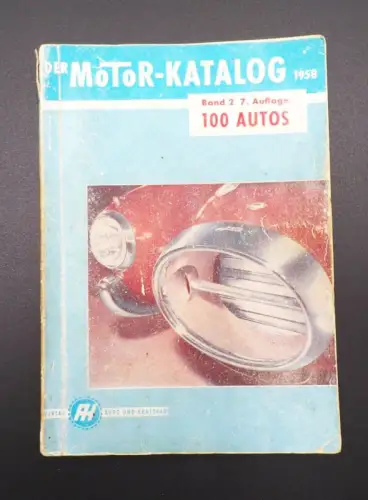 DER MOTOR-KATALOG 1958
Band 2 7. Auflage
100 AUTOS